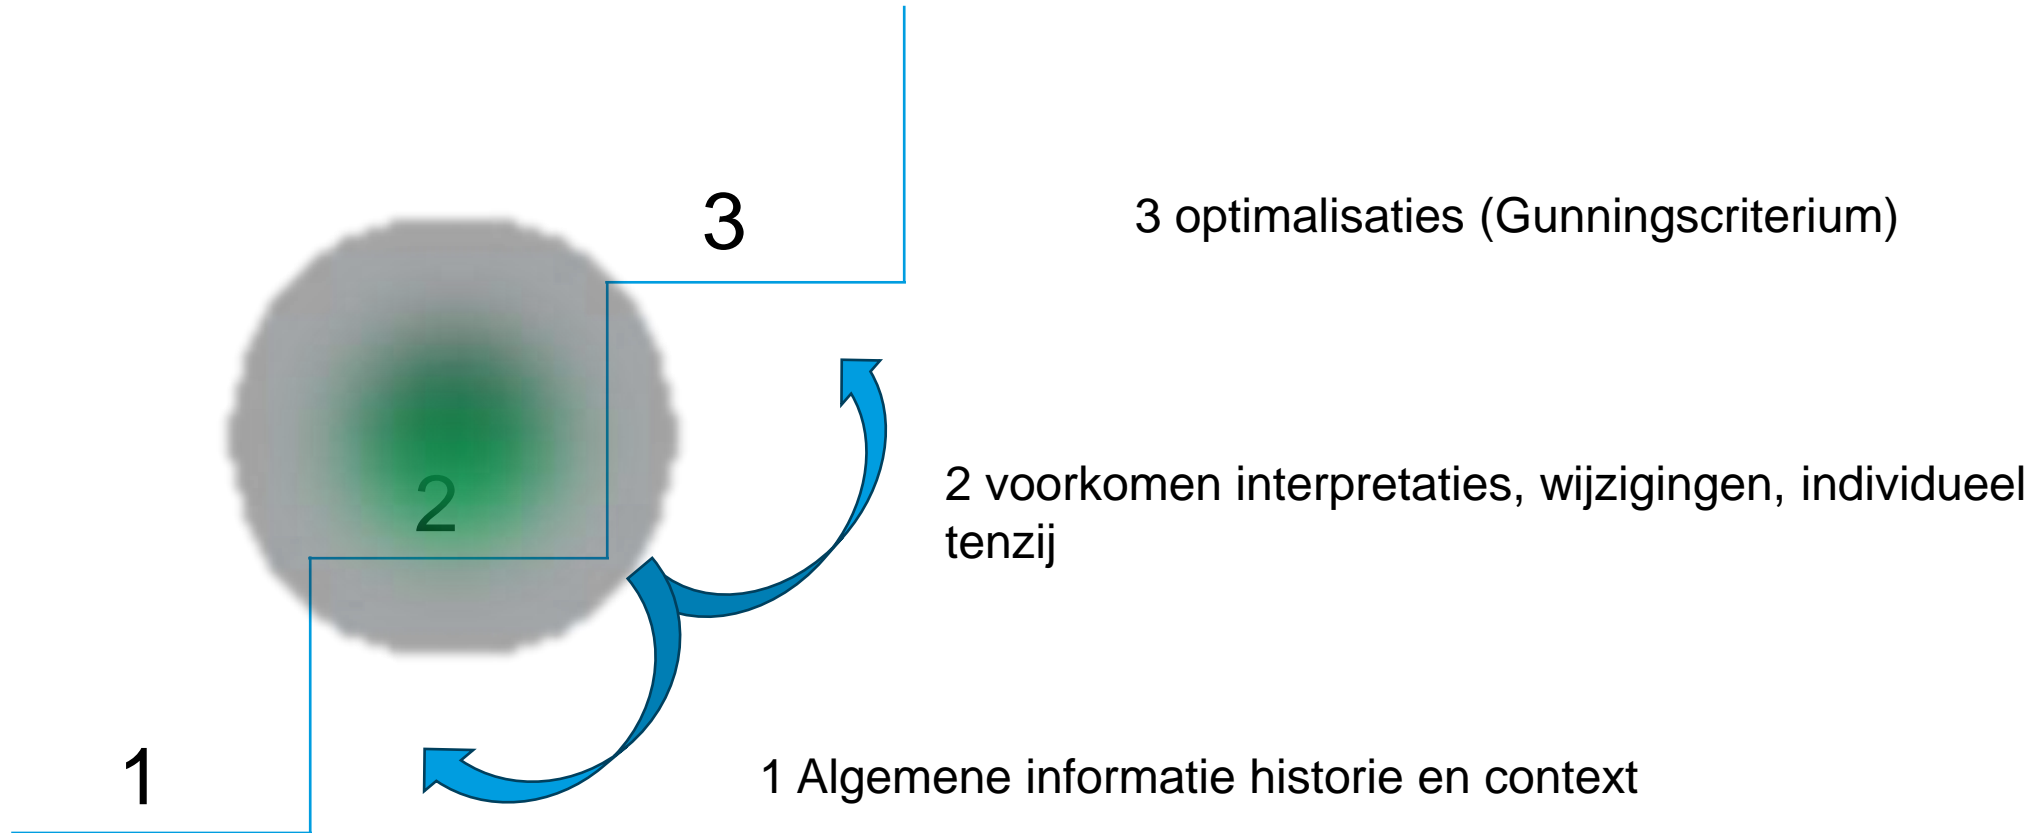 3
3 optimalisaties (Gunningscriterium)
2
2 voorkomen interpretaties, wijzigingen, individueel
tenzij
1
1 Algemene informatie historie en context